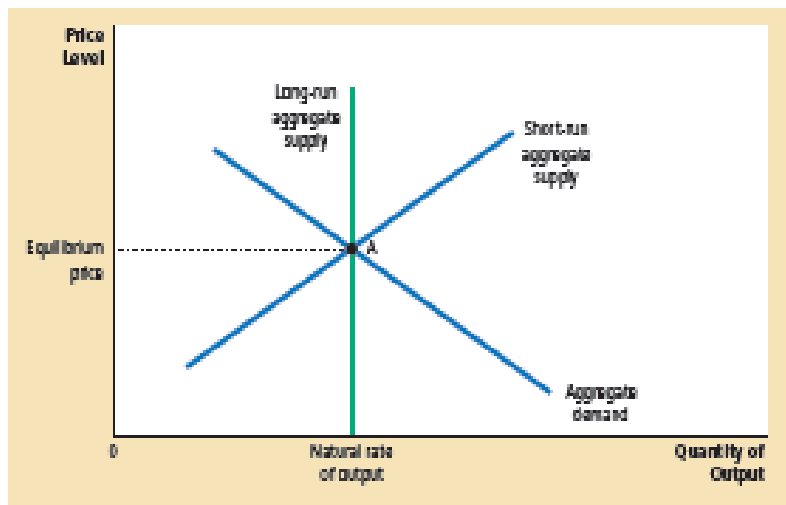 Price
Level
Long-run
aggregate
supply
Short-run
aggregate
supply
Equilibrium
price
A
Aggregate
demand
0
Natural rate
of output
Quantity of
Output